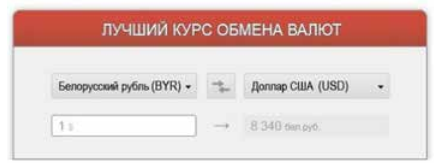 ЛУЧШИЙ КУРС ОБМЕНА ВАЛЮТ
Белорусский рубль (BYR) Доллар США (USD)
1 $ → 8 340 бел.руб.